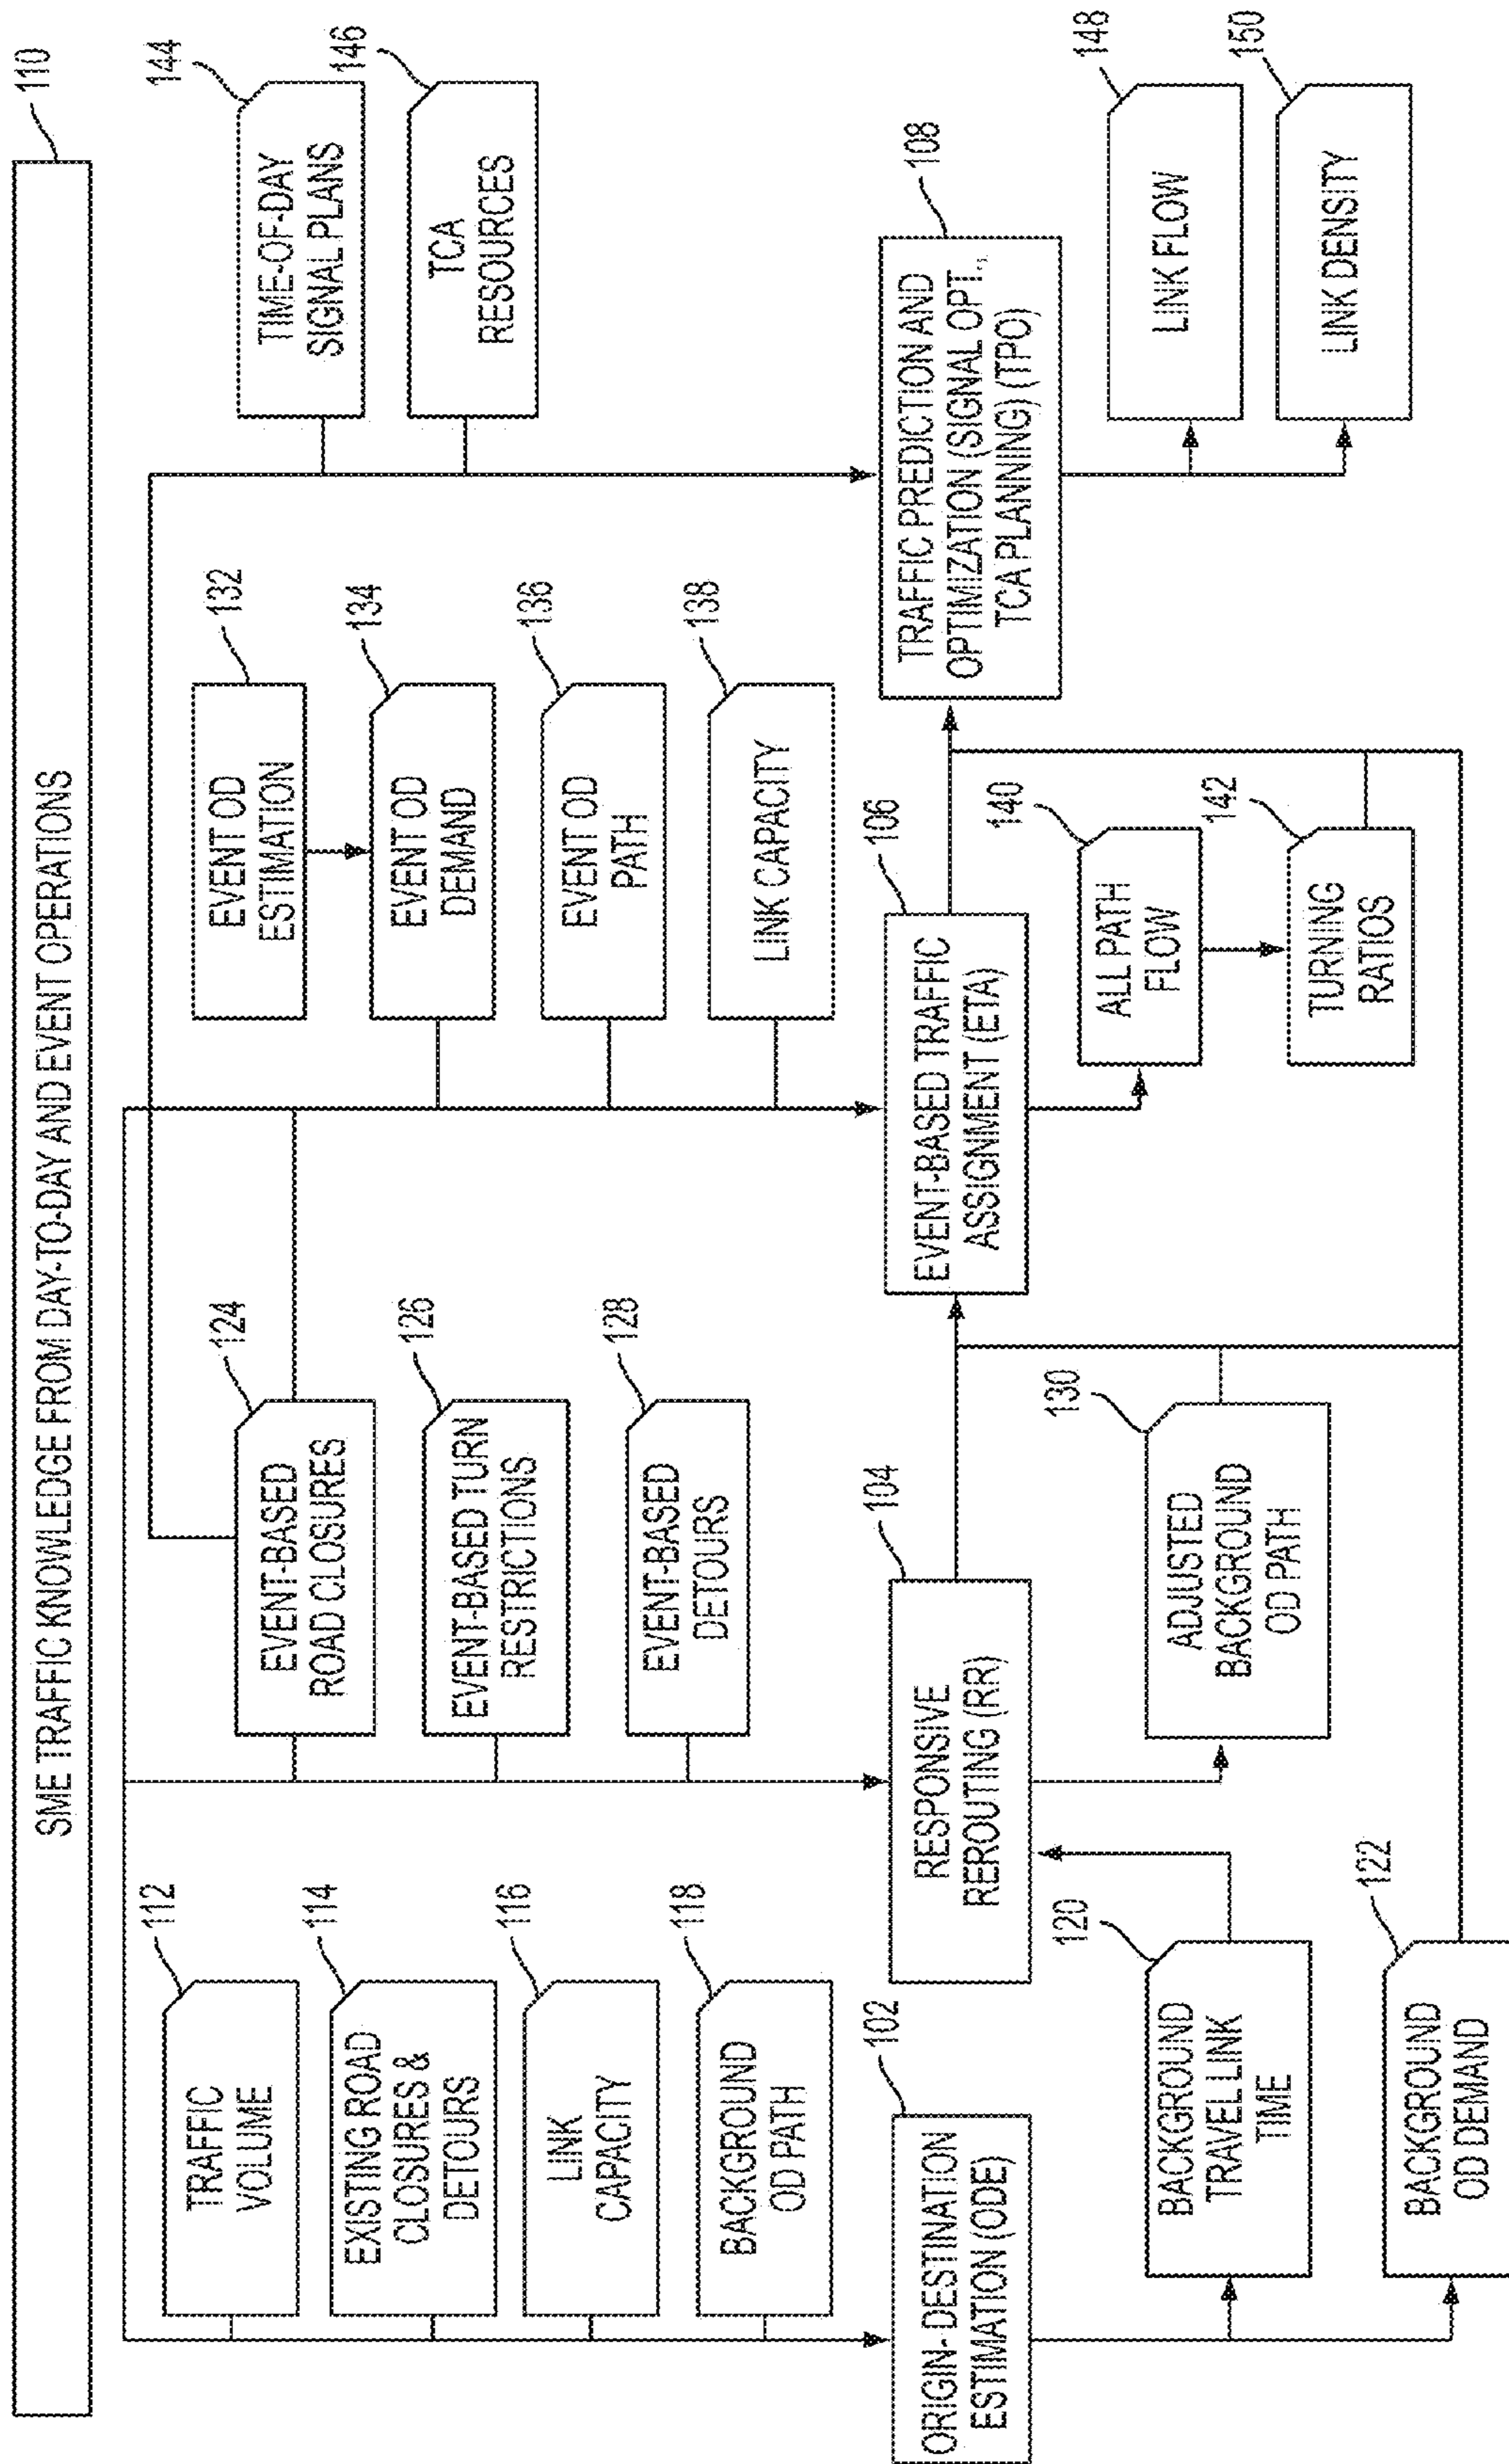 SME TRAFFIC KNOWLEDGE FROM DAY-TO-DAY AND EVENT OPERATIONS
110
TRAFFIC
VOLUME
112
EXISTING ROAD
CLOSURES &
DETOURS
114
LINK
CAPACITY
116
BACKGROUND
OD PATH
118
ORIGIN- DESTINATION
ESTIMATION (ODE)
102
BACKGROUND
TRAVEL LINK
TIME
120
BACKGROUND
OD DEMAND
122
EVENT-BASED
ROAD CLOSURES
124
EVENT-BASED TURN
RESTRICTIONS
126
EVENT-BASED
DETOURS
128
RESPONSIVE
REROUTING (RR)
104
ADJUSTED
BACKGROUND
OD PATH
130
EVENT OD
ESTIMATION
132
EVENT OD
DEMAND
134
EVENT OD
PATH
136
LINK CAPACITY
138
EVENT-BASED TRAFFIC
ASSIGNMENT (ETA)
106
ALL PATH
FLOW
140
TURNING
RATIOS
142
TIME-OF-DAY
SIGNAL PLANS
144
TCA
RESOURCES
146
TRAFFIC PREDICTION AND
OPTIMIZATION (SIGNAL OPT.,
TCA PLANNING) (TPO)
108
LINK FLOW
148
LINK DENSITY
150